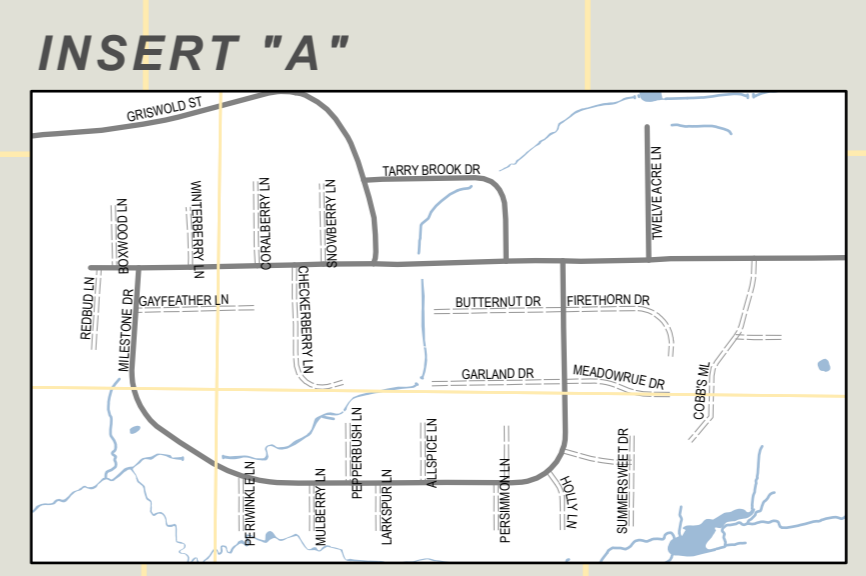 INSERT "A"
GRISWOLD ST
TARRY BROOK DR
TWELVE ACRE LN
BOXWOOD LN
WINTERBERRY LN
CORALBERRY LN
SNOWBERRY LN
REDBUD LN
MILESTONE DR
GAYFEATHER LN
CHECKERBERRY LN
BUTTERNUT DR
FIRETHORN DR
GARLAND DR
MEADOWRUE DR
COBB'S ML
PERIWINKLE LN
MULBERRY LN
PEPPERBUSH LN
LARKSPUR LN
ALLSPICE LN
PERSIMMON LN
HOLLY LN
SUMMERSWEET DR